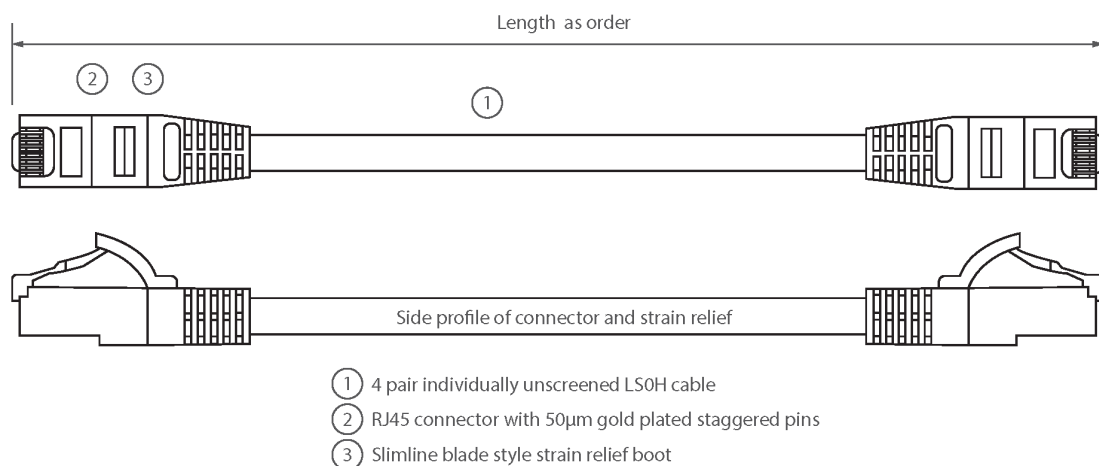 Length as order
2 3
1
Side profile of connector and strain relief
1 4 pair individually unscreened LS0H cable
2 RJ45 connector with 50µm gold plated staggered pins
3 Slimline blade style strain relief boot